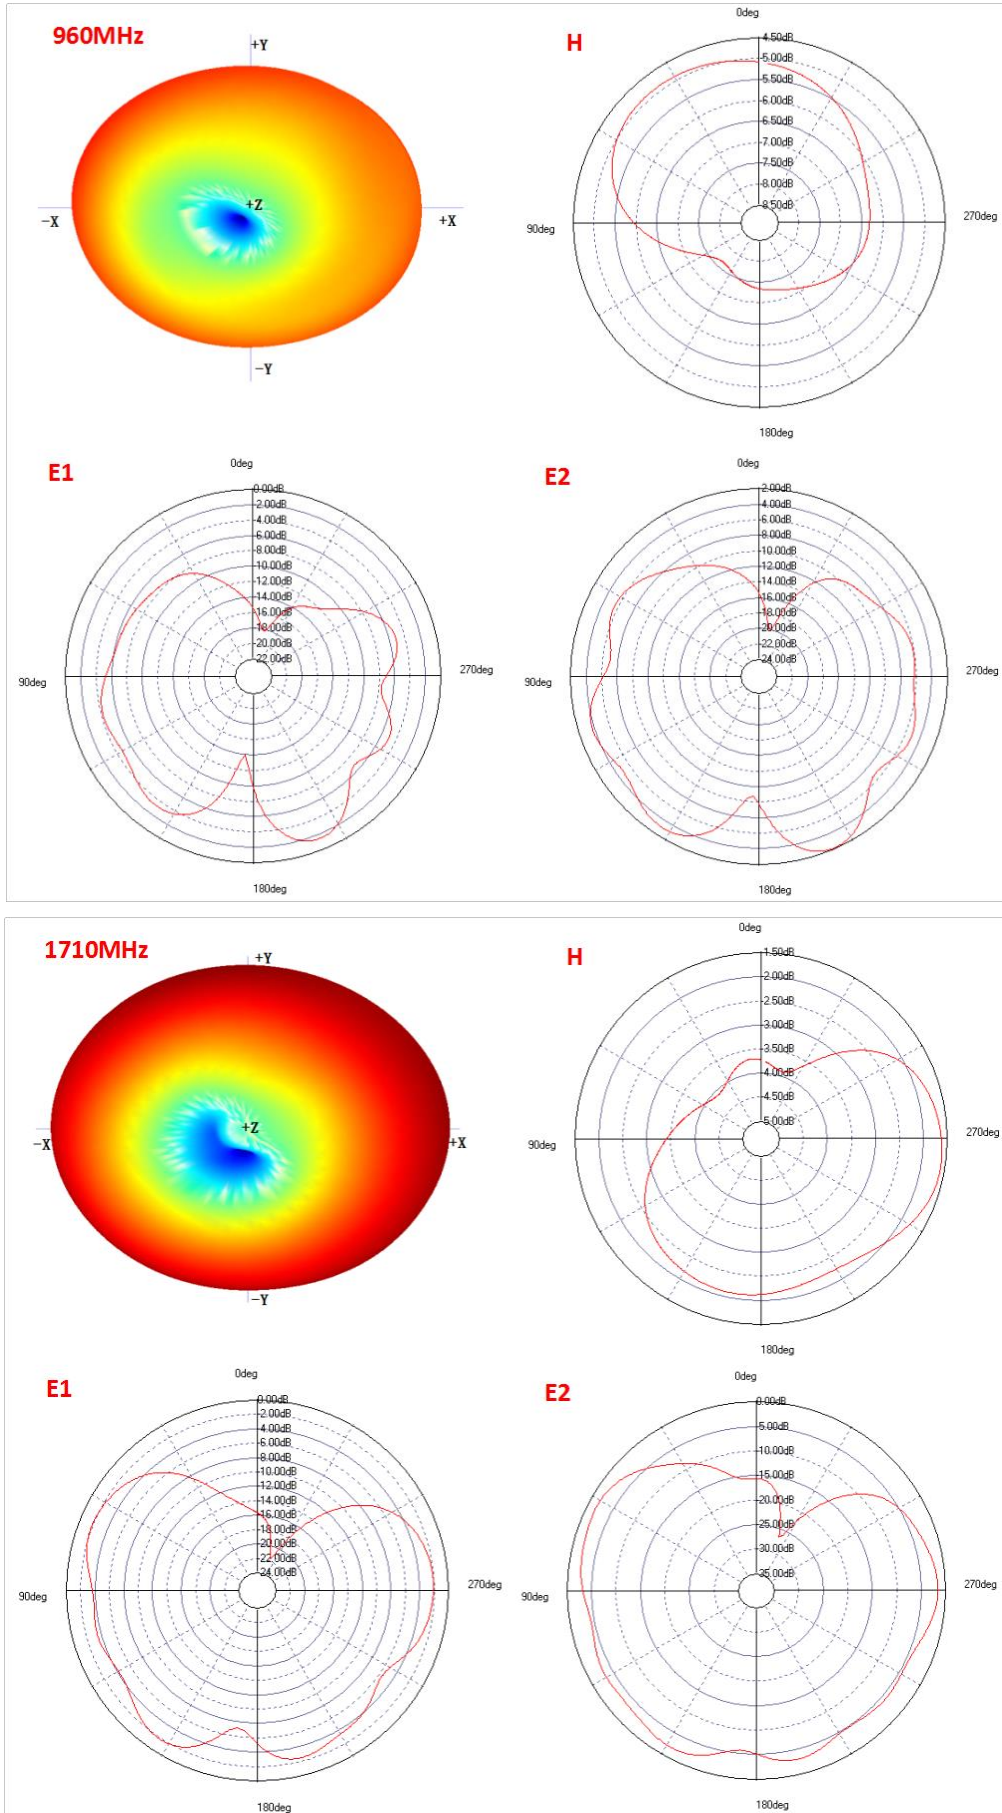 960MHz
+Y
+Z
-X
+X
-Y
H
0deg
4.50dB
5.00dB
5.50dB
6.00dB
6.50dB
7.00dB
7.50dB
8.00dB
8.50dB
90deg
270deg
180deg
E1
0deg
0.00dB
2.00dB
4.00dB
6.00dB
8.00dB
10.00dB
12.00dB
14.00dB
16.00dB
18.00dB
20.00dB
22.00dB
90deg
270deg
180deg
E2
0deg
2.00dB
4.00dB
6.00dB
8.00dB
10.00dB
12.00dB
14.00dB
16.00dB
18.00dB
20.00dB
22.00dB
24.00dB
90deg
270deg
180deg
1710MHz
+Y
+Z
-X
+X
-Y
H
0deg
1.50dB
2.00dB
2.50dB
3.00dB
3.50dB
4.00dB
4.50dB
5.00dB
90deg
270deg
180deg
E1
0deg
0.00dB
2.00dB
4.00dB
6.00dB
8.00dB
10.00dB
12.00dB
14.00dB
16.00dB
18.00dB
20.00dB
22.00dB
24.00dB
90deg
270deg
180deg
E2
0deg
0.00dB
5.00dB
10.00dB
15.00dB
20.00dB
25.00dB
30.00dB
35.00dB
90deg
270deg
180deg